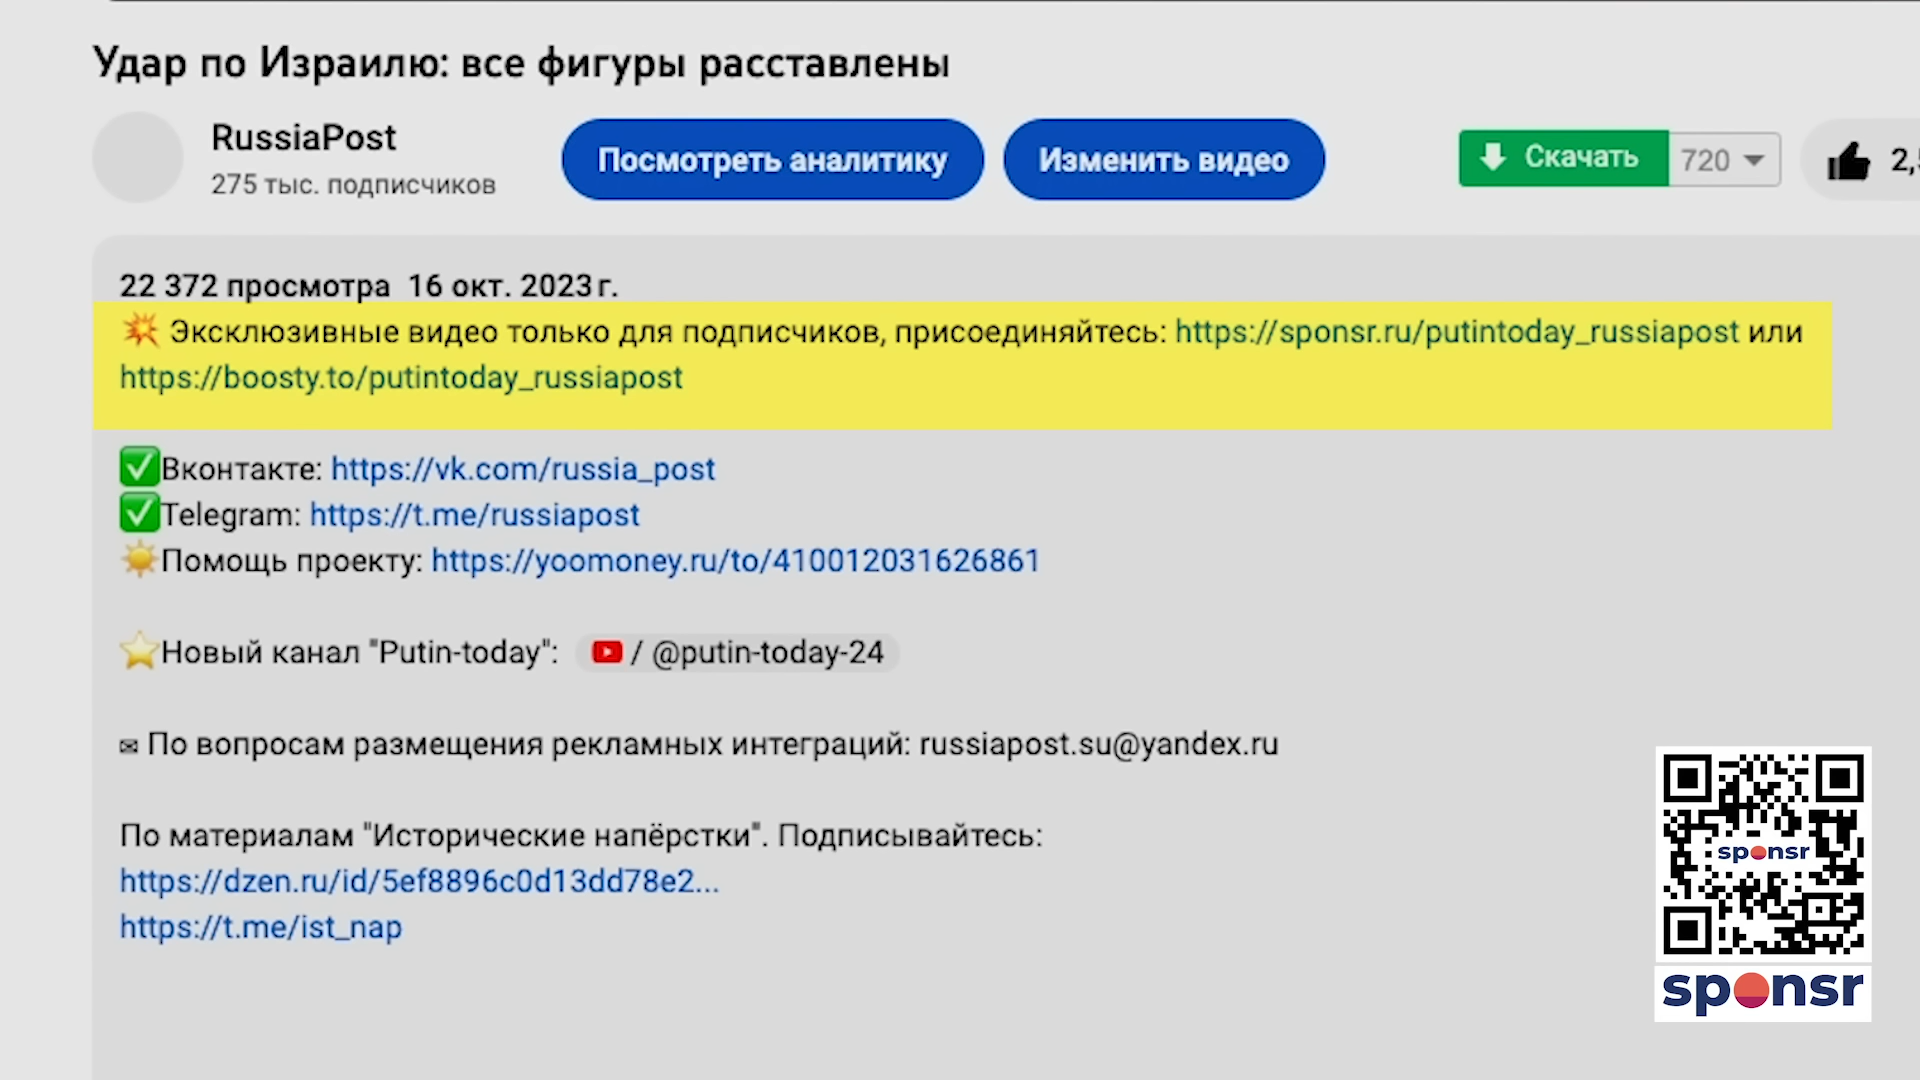 Удар по Израилю: все фигуры расставлены
RussiaPost
275 тыс. подписчиков
Посмотреть аналитику
Изменить видео
Скачать
720
22 372 просмотра 16 окт. 2023 г.
💥 Эксклюзивные видео только для подписчиков, присоединяйтесь: https://sponsr.ru/putintoday_russiapost или
https://boosty.to/putintoday_russiapost
✅Вконтакте: https://vk.com/russia_post
✅Telegram: https://t.me/russiapost
☀️Помощь проекту: https://yoomoney.ru/to/410012031626861
⭐Новый канал "Putin-today": / @putin-today-24
✉ По вопросам размещения рекламных интеграций: russiapost.su@yandex.ru
По материалам "Исторические напёрстки". Подписывайтесь:
https://dzen.ru/id/5ef8896c0d13dd78e2...
https://t.me/ist_nap
sponsr
sponsr